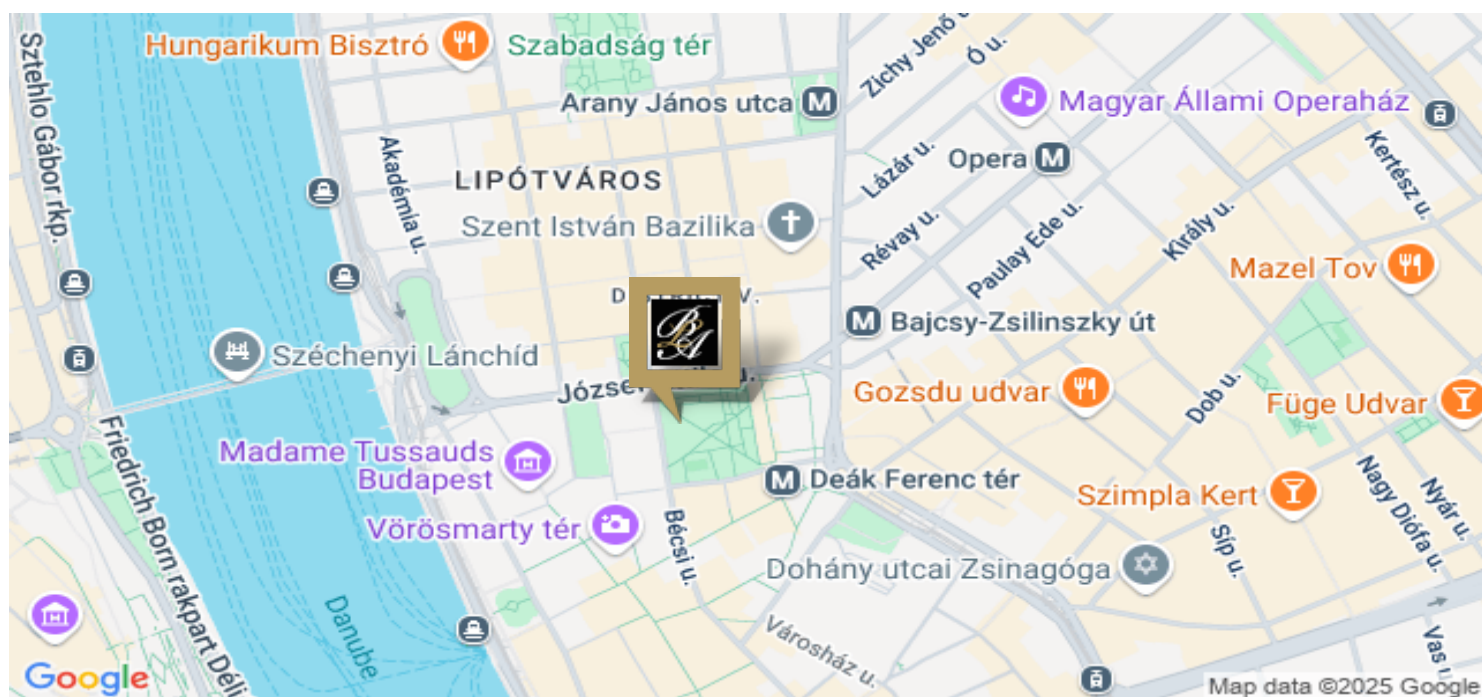 Sztehlo Gábor rkp.
Hungarikum Bisztró
Szabadság tér
Zichy Jenő u.
Ó u.
Arany János utca
M
Magyar Állami Operaház
Akadémia u.
Lázár u.
Opera
M
Kertész u.
LIPÓTVÁROS
Szent István Bazilika
Révay u.
Paulay Ede u.
Király u.
Mazel Tov
M
Bajcsy-Zsilinszky út
Széchenyi Lánchíd
Gozsdu udvar
Dob u.
Füge Udvar
Friedrich Born rakpart Déli
Madame Tussauds
Budapest
M
Deák Ferenc tér
Szimpla Kert
Nagy Diófa u.
Nyár u.
Vörösmarty tér
Bécsi u.
Dohány utcai Zsinagóga
Síp u.
Danube
Városház u.
Vas u
Google
Map data ©2025 Google